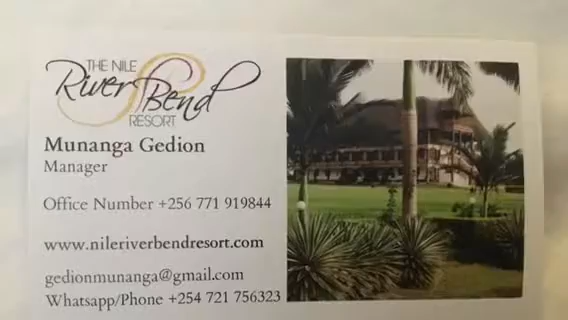 THE NILE
River Bend
RESORT
Munanga Gedion
Manager
Office Number +256 771 919844
www.nileriverbendresort.com
gedionmunanga@gmail.com
Whatsapp/Phone +254 721 756323